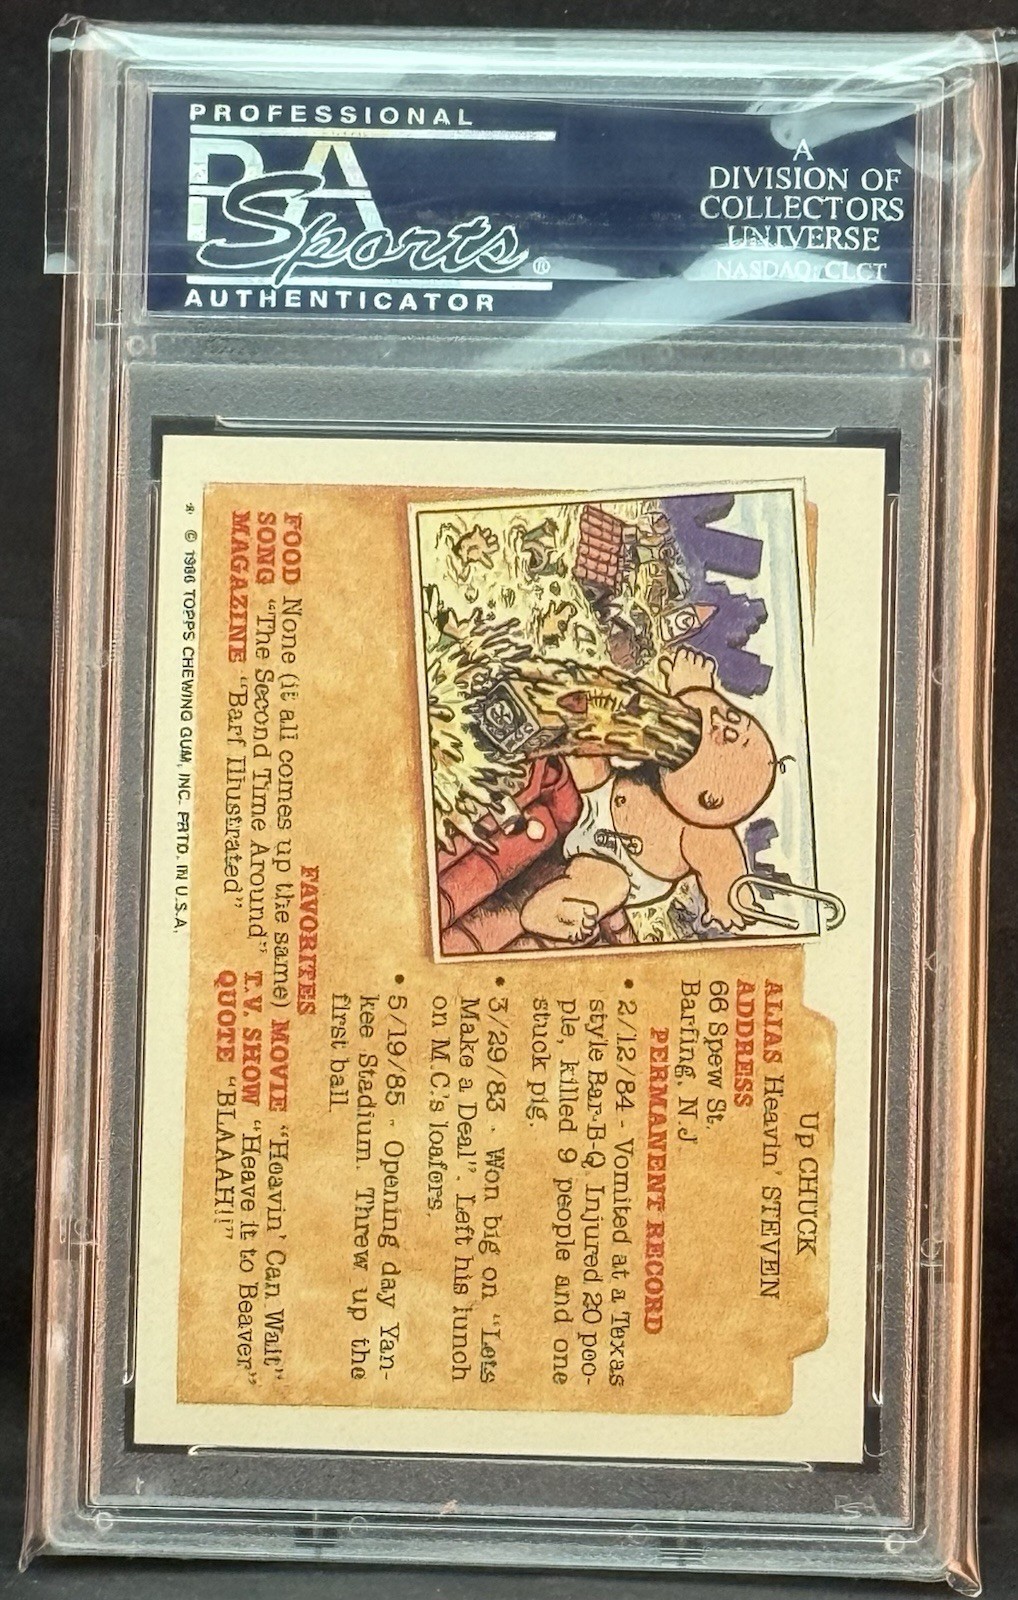 PROFESSIONAL
PSA
Sports®
AUTHENTICATOR
A
DIVISION OF
COLLECTORS
UNIVERSE
NASDAQ: CLCT
Up CHUCK
ALIAS Heavin' STEVEN
ADDRESS
66 Spew St.
Barfing, N.J.
PERMANENT RECORD
• 2/12/84 - Vomited at a Texas
style Bar-B-Q. Injured 20 peo-
ple, killed 9 people and one
stuck pig.
• 3/29/83 - Won big on "Lets
Make a Deal". Left his lunch
on M.C.'s loafers.
• 5/19/85 - Opening day Yan-
kee Stadium. Threw up the
first ball.
FAVORITES
FOOD None (it all comes up the same) MOVIE "Heavin' Can Wait"
SONG "The Second Time Around" T.V. SHOW "Heave it to Beaver"
MAGAZINE "Barf Illustrated" QUOTE "BLAAAH!!"
* © 1986 TOPPS CHEWING GUM, INC. PRTD. IN U.S.A.